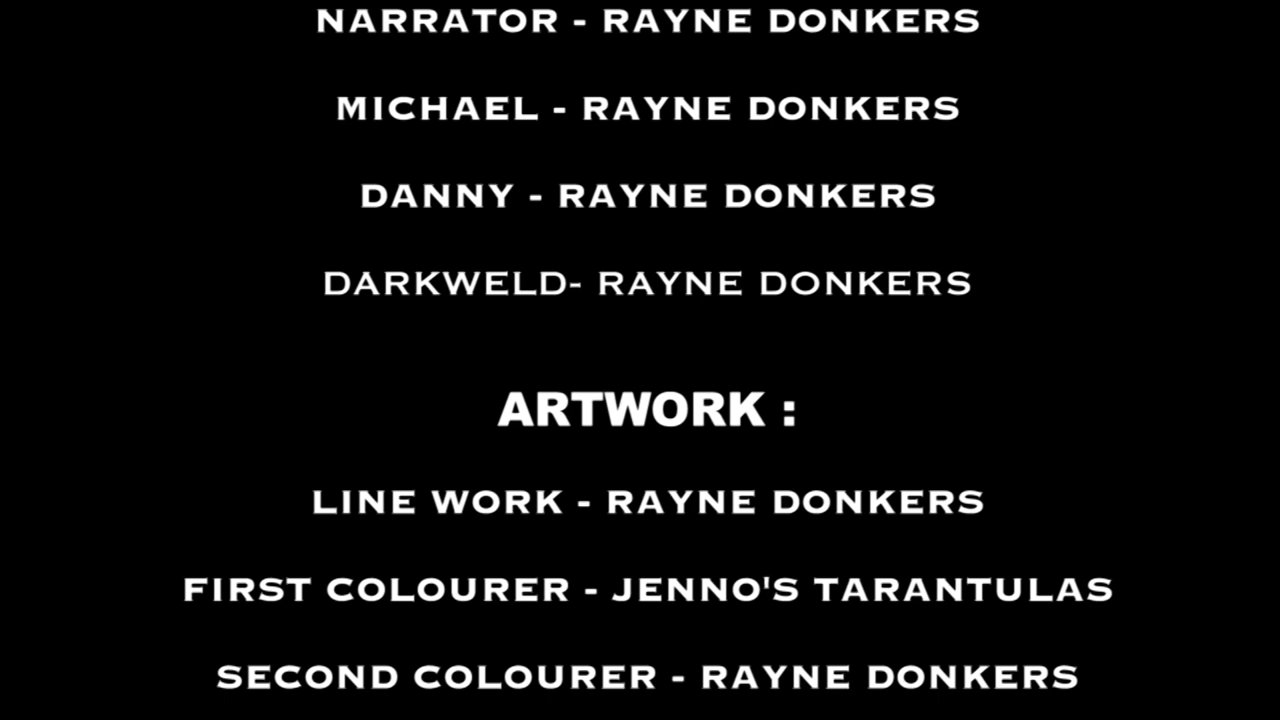 NARRATOR - RAYNE DONKERS
MICHAEL - RAYNE DONKERS
DANNY - RAYNE DONKERS
DARKWELD- RAYNE DONKERS
ARTWORK :
LINE WORK - RAYNE DONKERS
FIRST COLOURER - JENNO'S TARANTULAS
SECOND COLOURER - RAYNE DONKERS